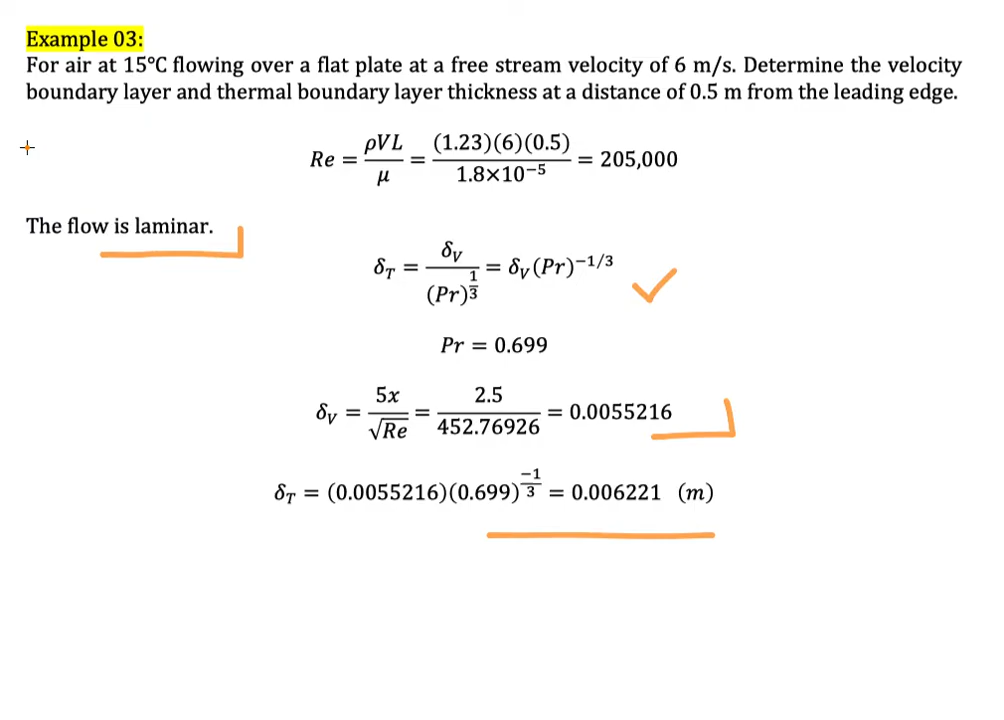 Example 03:
For air at 15°C flowing over a flat plate at a free stream velocity of 6 m/s. Determine the velocity
boundary layer and thermal boundary layer thickness at a distance of 0.5 m from the leading edge.
Re = ρVL / μ = (1.23)(6)(0.5) / 1.8×10^−5 = 205,000
The flow is laminar.
δ_T = δ_V / (Pr)^(1/3) = δ_V(Pr)^−1/3
Pr = 0.699
δ_V = 5x / √Re = 2.5 / 452.76926 = 0.0055216
δ_T = (0.0055216)(0.699)^(−1/3) = 0.006221 (m)